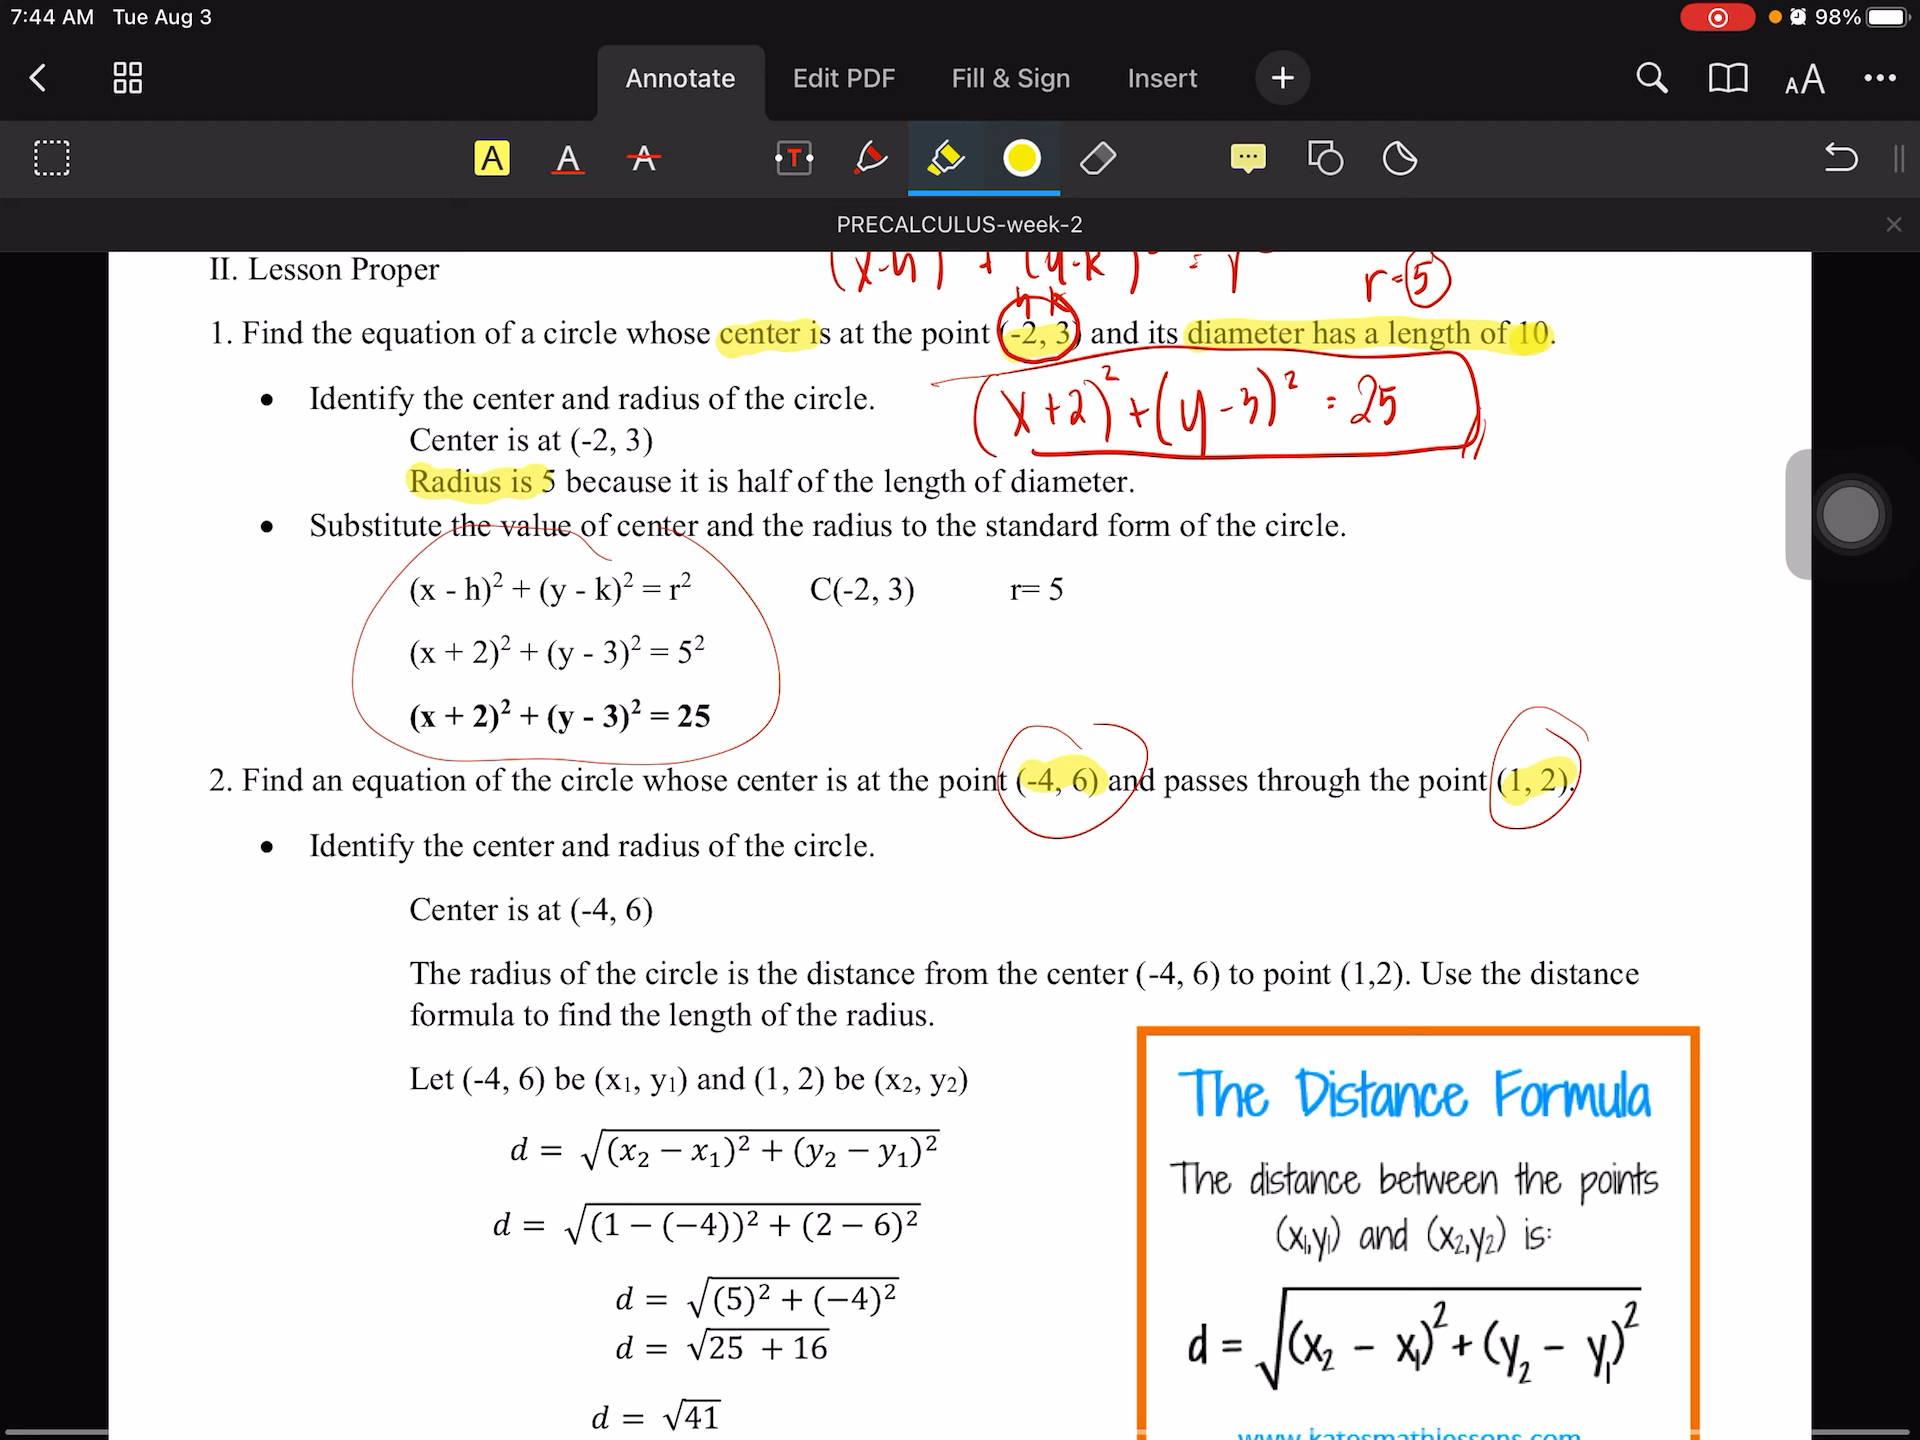 7:44 AM Tue Aug 3
98%
Annotate
Edit PDF
Fill & Sign
Insert
AA
A A A T
PRECALCULUS-week-2
II. Lesson Proper
(x-h) + (y-k) = r
r=5
h k
1. Find the equation of a circle whose center is at the point (-2, 3) and its diameter has a length of 10.
• Identify the center and radius of the circle.
(x+2)² + (y-3)² = 25
Center is at (-2, 3)
Radius is 5 because it is half of the length of diameter.
• Substitute the value of center and the radius to the standard form of the circle.
(x - h)² + (y - k)² = r² C(-2, 3) r= 5
(x + 2)² + (y - 3)² = 5²
(x + 2)² + (y - 3)² = 25
2. Find an equation of the circle whose center is at the point (-4, 6) and passes through the point (1, 2).
• Identify the center and radius of the circle.
Center is at (-4, 6)
The radius of the circle is the distance from the center (-4, 6) to point (1,2). Use the distance
formula to find the length of the radius.
Let (-4, 6) be (x₁, y₁) and (1, 2) be (x₂, y₂)
d = √(x₂ − x₁)² + (y₂ − y₁)²
d = √(1 − (−4))² + (2 − 6)²
d = √(5)² + (−4)²
d = √25 + 16
d = √41
The Distance Formula
The distance between the points
(x₁,y₁) and (x₂,y₂) is:
d = √(x₂ − x₁)² + (y₂ − y₁)²
www.katesmathlessons.com